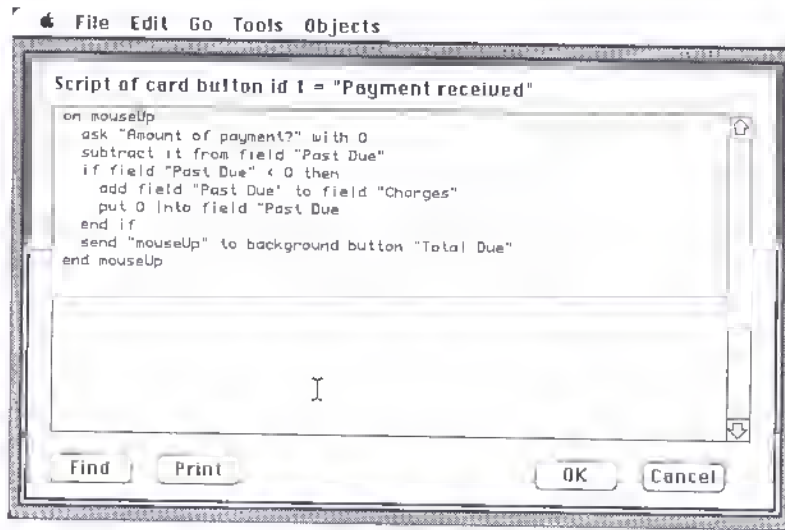 File Edit Go Tools Objects
Script of card button id 1 = "Payment received"
on mouseUp
ask "Amount of payment?" with 0
subtract it from field "Past Due"
if field "Past Due" < 0 then
add field "Past Due" to field "Charges"
put 0 into field "Past Due
end if
send "mouseUp" to background button "Total Due"
end mouseUp
Find Print OK Cancel